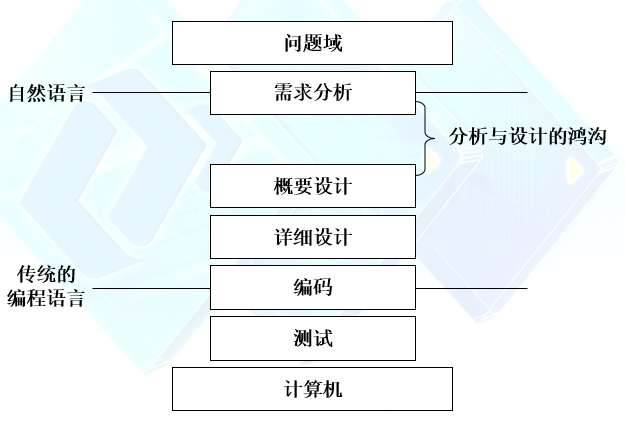 问题域
自然语言
需求分析
分析与设计的鸿沟
概要设计
详细设计
传统的
编程语言
编码
测试
计算机